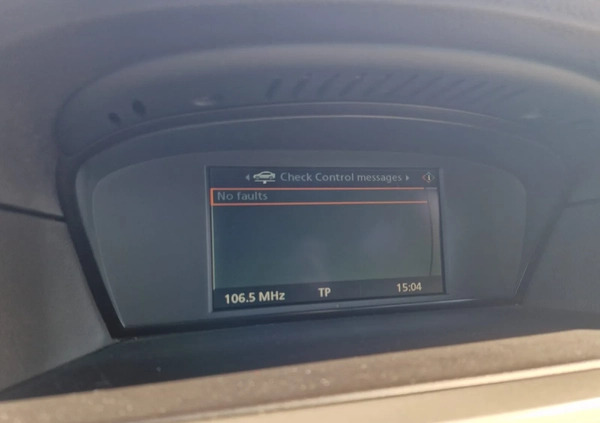 Check Control messages
No faults
106.5 MHz TP 15:04